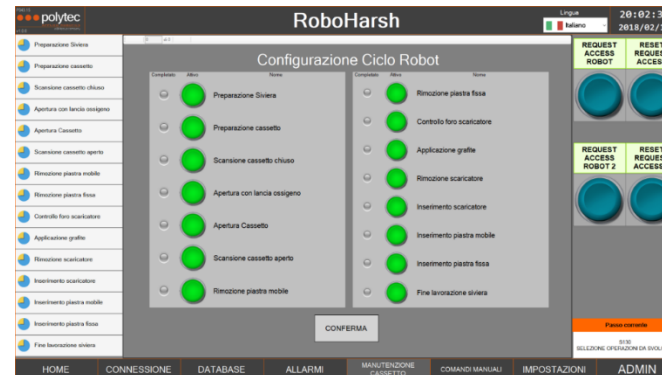 polytec
RoboHarsh
Lingua
Italiano
20:02:3
2018/02/
Preparazione Siviera
Preparazione cassetto
Scansione cassetto chiuso
Apertura con lancia ossigeno
Apertura Cassetto
Scansione cassetto aperto
Rimozione piastra mobile
Rimozione piastra fissa
Controllo foro scaricatore
Applicazione grafite
Rimozione scaricatore
Inserimento scaricatore
Inserimento piastra mobile
Inserimento piastra fissa
Fine lavorazione siviera
Configurazione Ciclo Robot
Completato Attivo Nome
Preparazione Siviera
Preparazione cassetto
Scansione cassetto chiuso
Apertura con lancia ossigeno
Apertura Cassetto
Scansione cassetto aperto
Rimozione piastra mobile
Completato Attivo Nome
Rimozione piastra fissa
Controllo foro scaricatore
Applicazione grafite
Rimozione scaricatore
Inserimento scaricatore
Inserimento piastra mobile
Inserimento piastra fissa
Fine lavorazione siviera
CONFERMA
REQUEST
ACCESS
ROBOT
RESET
REQUES
ACCESS
REQUEST
ACCESS
ROBOT 2
RESET
REQUES
ACCESS
Passo corrente
SELEZIONE OPERAZIONI DA SVOL
HOME
CONNESSIONE
DATABASE
ALLARMI
MANUTENZIONE
CASSETTO
COMANDI MANUALI
IMPOSTAZIONI
ADMIN